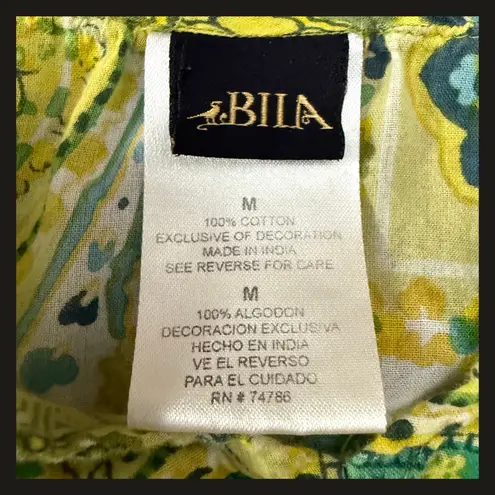 BILA
M
100% COTTON
EXCLUSIVE OF DECORATION
MADE IN INDIA
SEE REVERSE FOR CARE
M
100% ALGODON
DECORACION EXCLUSIVA
HECHO EN INDIA
VE EL REVERSO
PARA EL CUIDADO
RN # 74786